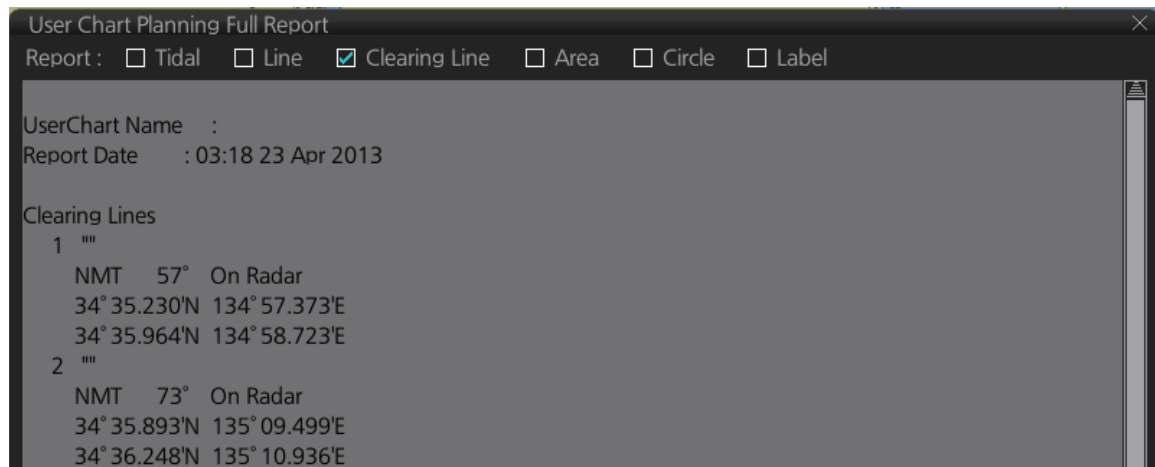 User Chart Planning Full Report
Report : Tidal Line Clearing Line Area Circle Label
UserChart Name :
Report Date : 03:18 23 Apr 2013
Clearing Lines
1 ""
NMT 57° On Radar
34°35.230'N 134°57.373'E
34°35.964'N 134°58.723'E
2 ""
NMT 73° On Radar
34°35.893'N 135°09.499'E
34°36.248'N 135°10.936'E